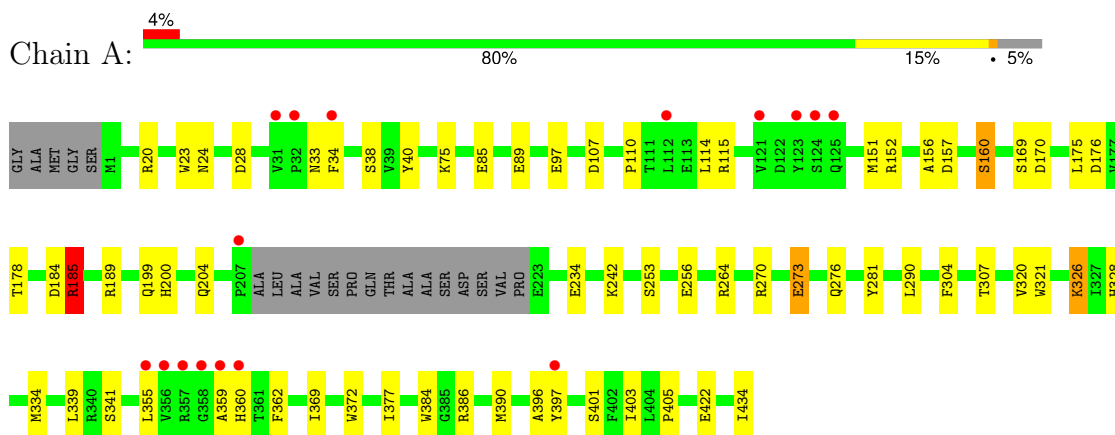 4%
Chain A:
80% 15% • 5%
GLY ALA MET GLY SER M1 R20 W23 N24 D28 V31 P32 N33 F34 S38 V39 Y40 K75 E85 E89 E97 D107 P110 T111 L112 E113 L114 R115 V121 D122 Y123 S124 Q125 M151 R152 A156 D157 S160 S169 D170 L175 D176 V177
T178 D184 R185 R189 Q199 H200 Q204 P207 ALA LEU ALA VAL SER PRO GLN THR ALA ALA SER ASP SER VAL PRO E223 E234 K242 S253 E256 R264 R270 E273 Q276 Y281 L290 F304 T307 V320 W321 K326 I327 H328
M334 L339 R340 S341 L355 V356 R357 G358 A359 H360 T361 F362 I369 W372 I377 W384 G385 R386 M390 A396 Y397 S401 F402 I403 L404 P405 E422 I434